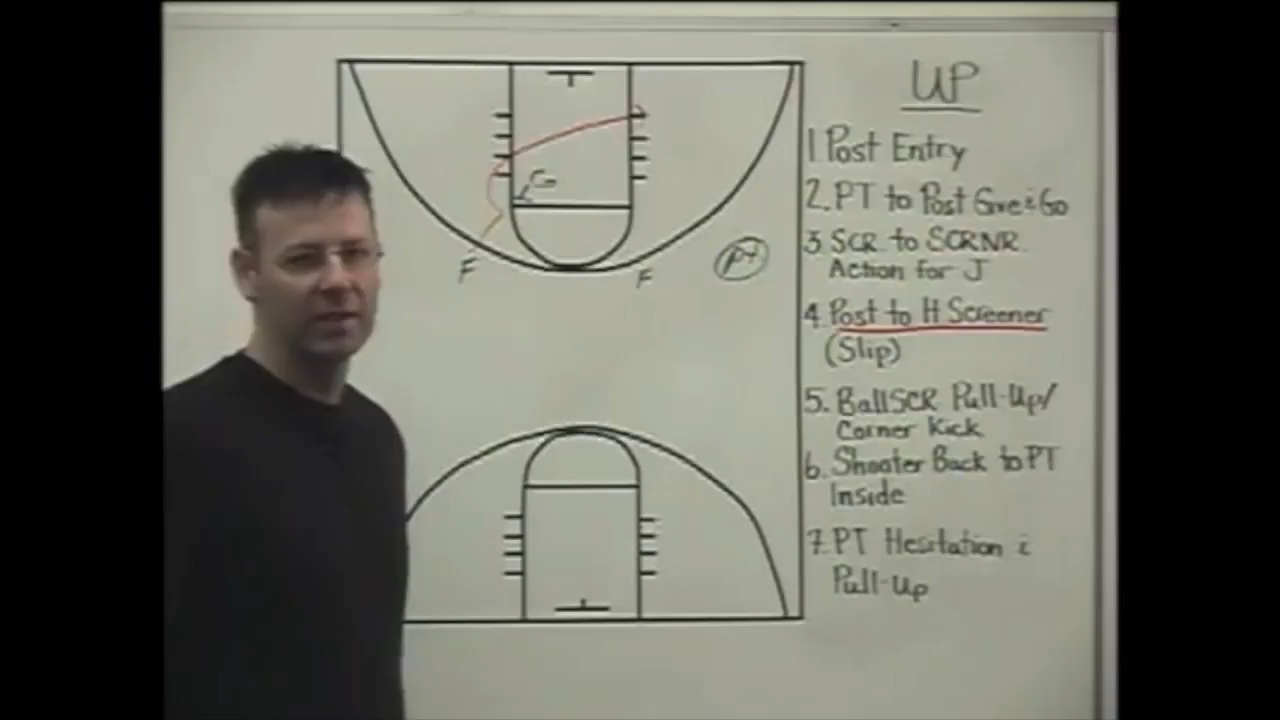 UP
1. Post Entry
2. PT to Post Give & Go
3. SCR to SCRNR
Action for J
4. Post to H Screener
(Slip)
5. Ball SCR Pull-Up/
Corner Kick
6. Shooter Back to PT
Inside
7. PT Hesitation &
Pull-Up
G
F
F
PT